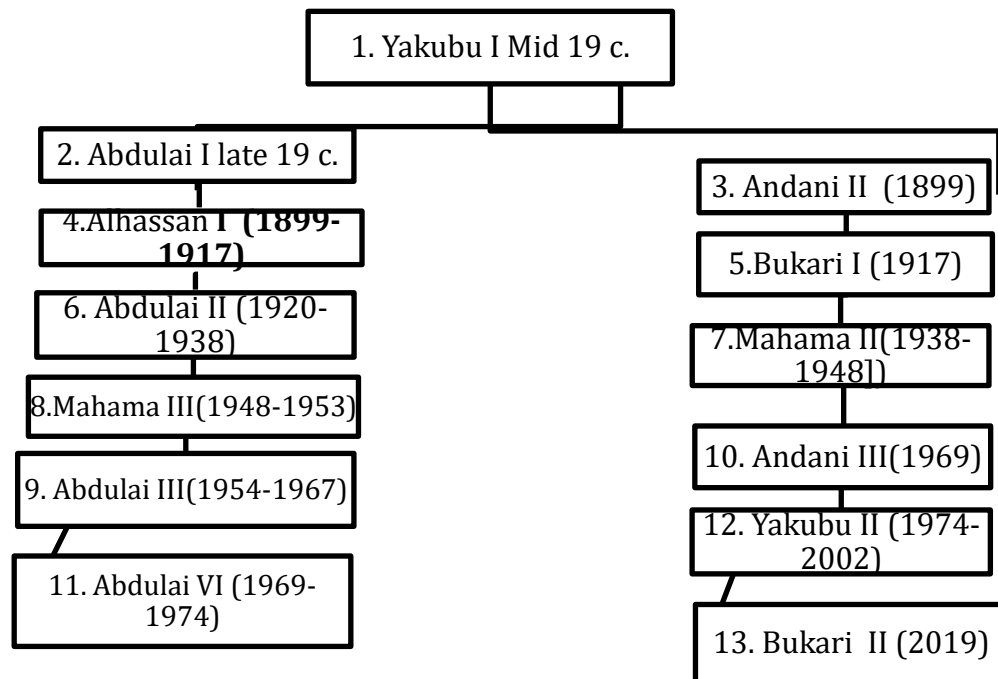 1. Yakubu I Mid 19 c.
2. Abdulai I late 19 c.
3. Andani II (1899)
4.Alhassan I (1899-
1917)
5.Bukari I (1917)
6. Abdulai II (1920-
1938)
7.Mahama II(1938-
1948])
8.Mahama III(1948-1953)
9. Abdulai III(1954-1967)
10. Andani III(1969)
11. Abdulai VI (1969-
1974)
12. Yakubu II (1974-
2002)
13. Bukari II (2019)